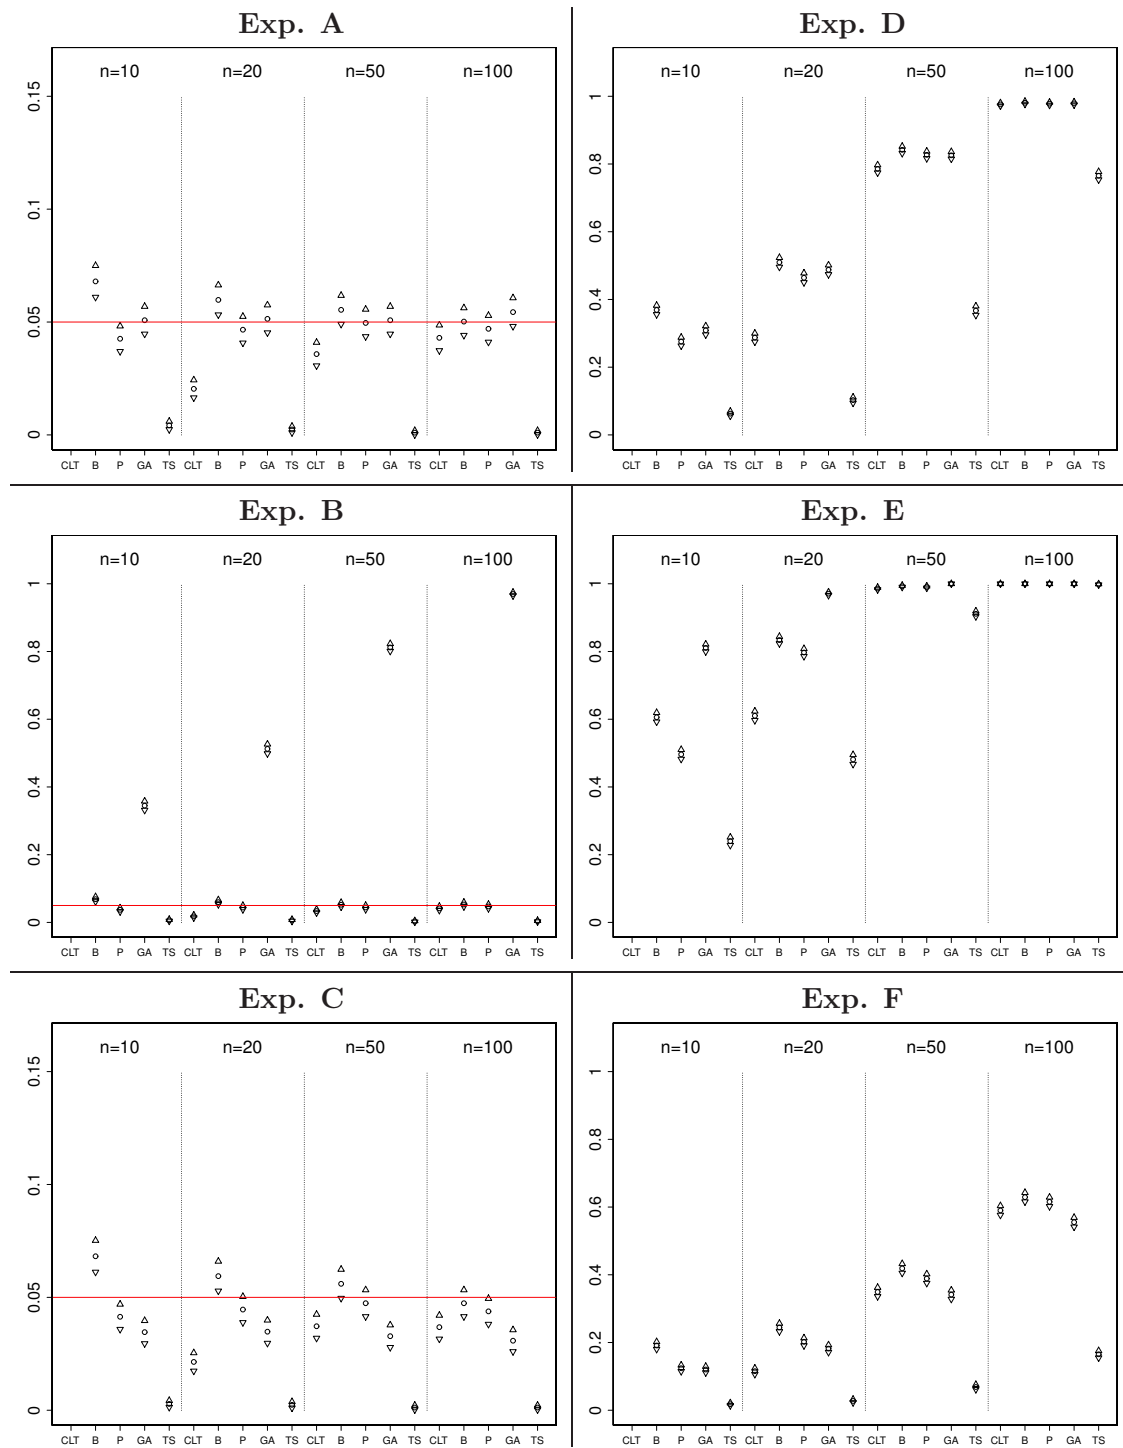 Exp. A
n=10 n=20 n=50 n=100
0.15
0.1
0.05
0
CLT B P GA TS CLT B P GA TS CLT B P GA TS CLT B P GA TS
Exp. D
n=10 n=20 n=50 n=100
1
0.8
0.6
0.4
0.2
0
CLT B P GA TS CLT B P GA TS CLT B P GA TS CLT B P GA TS
Exp. B
n=10 n=20 n=50 n=100
1
0.8
0.6
0.4
0.2
0
CLT B P GA TS CLT B P GA TS CLT B P GA TS CLT B P GA TS
Exp. E
n=10 n=20 n=50 n=100
1
0.8
0.6
0.4
0.2
0
CLT B P GA TS CLT B P GA TS CLT B P GA TS CLT B P GA TS
Exp. C
n=10 n=20 n=50 n=100
0.15
0.1
0.05
0
CLT B P GA TS CLT B P GA TS CLT B P GA TS CLT B P GA TS
Exp. F
n=10 n=20 n=50 n=100
1
0.8
0.6
0.4
0.2
0
CLT B P GA TS CLT B P GA TS CLT B P GA TS CLT B P GA TS